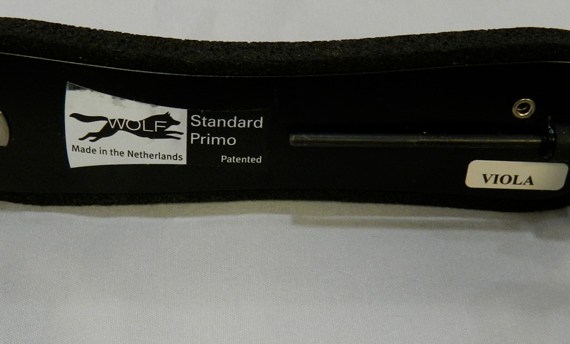 WOLF
Made in the Netherlands
Standard
Primo
Patented
VIOLA